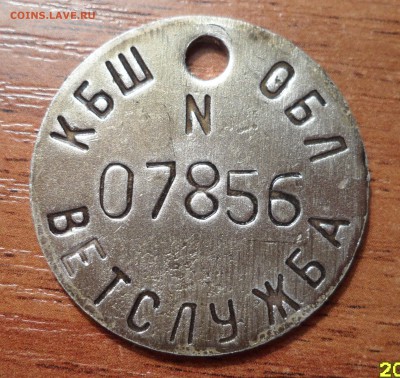 COINS.LAVE.RU
КБШ ОБЛ
N
07856
ВЕТСЛУЖБА
20